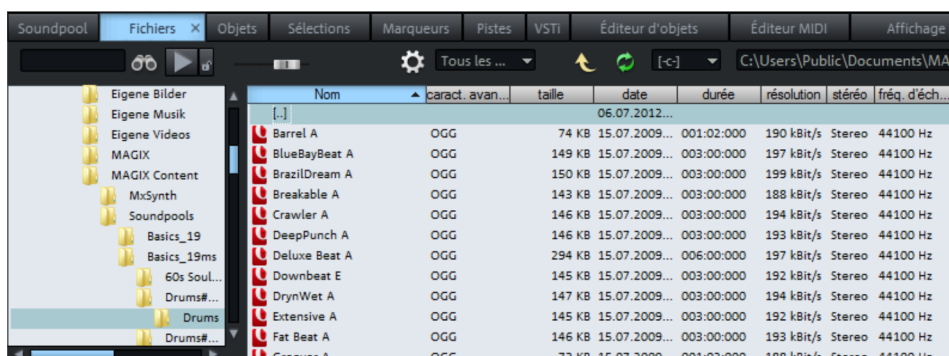 Soundpool Fichiers × Objets Sélections Marqueurs Pistes VSTi Éditeur d'objets Éditeur MIDI Affichage
Tous les ... [-c-] C:\Users\Public\Documents\MA
Eigene Bilder
Eigene Musik
Eigene Videos
MAGIX
MAGIX Content
MxSynth
Soundpools
Basics_19
Basics_19ms
60s Soul...
Drums#...
Drums
Drums#...
Nom caract. avan... taille date durée résolution stéréo fréq. d'éch...
[..] 06.07.2012...
Barrel A OGG 74 KB 15.07.2009... 001:02:000 190 kBit/s Stereo 44100 Hz
BlueBayBeat A OGG 149 KB 15.07.2009... 003:00:000 197 kBit/s Stereo 44100 Hz
BrazilDream A OGG 150 KB 15.07.2009... 003:00:000 199 kBit/s Stereo 44100 Hz
Breakable A OGG 143 KB 15.07.2009... 003:00:000 188 kBit/s Stereo 44100 Hz
Crawler A OGG 146 KB 15.07.2009... 003:00:000 194 kBit/s Stereo 44100 Hz
DeepPunch A OGG 146 KB 15.07.2009... 003:00:000 193 kBit/s Stereo 44100 Hz
Deluxe Beat A OGG 294 KB 15.07.2009... 006:00:000 197 kBit/s Stereo 44100 Hz
Downbeat E OGG 145 KB 15.07.2009... 003:00:000 192 kBit/s Stereo 44100 Hz
DrynWet A OGG 147 KB 15.07.2009... 003:00:000 194 kBit/s Stereo 44100 Hz
Extensive A OGG 145 KB 15.07.2009... 003:00:000 192 kBit/s Stereo 44100 Hz
Fat Beat A OGG 146 KB 15.07.2009... 003:00:000 193 kBit/s Stereo 44100 Hz